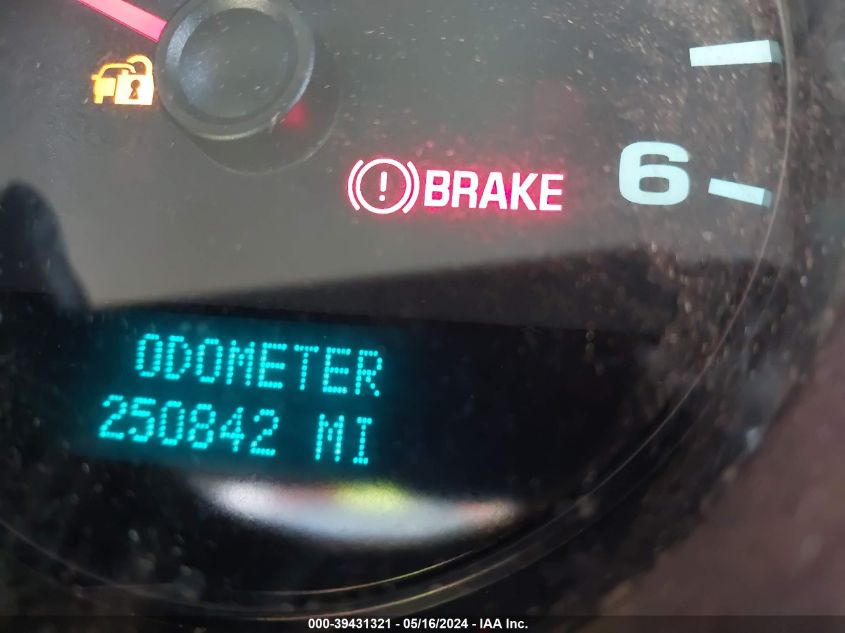 BRAKE
6
ODOMETER
250842 MI
000-39431321 - 05/16/2024 - IAA Inc.